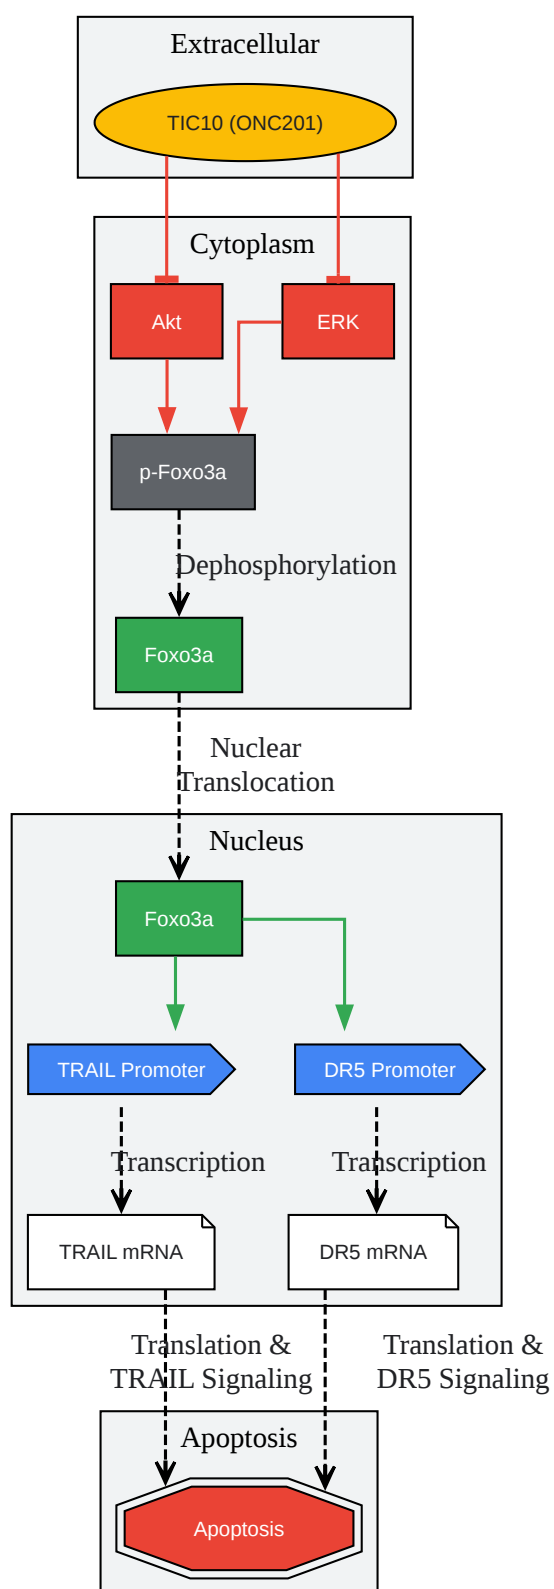 Extracellular
TIC10 (ONC201)
Cytoplasm
Akt
ERK
p-Foxo3a
Dephosphorylation
Foxo3a
Nuclear
Translocation
Nucleus
Foxo3a
TRAIL Promoter
DR5 Promoter
Transcription
Transcription
TRAIL mRNA
DR5 mRNA
Translation &
TRAIL Signaling
Translation &
DR5 Signaling
Apoptosis
Apoptosis